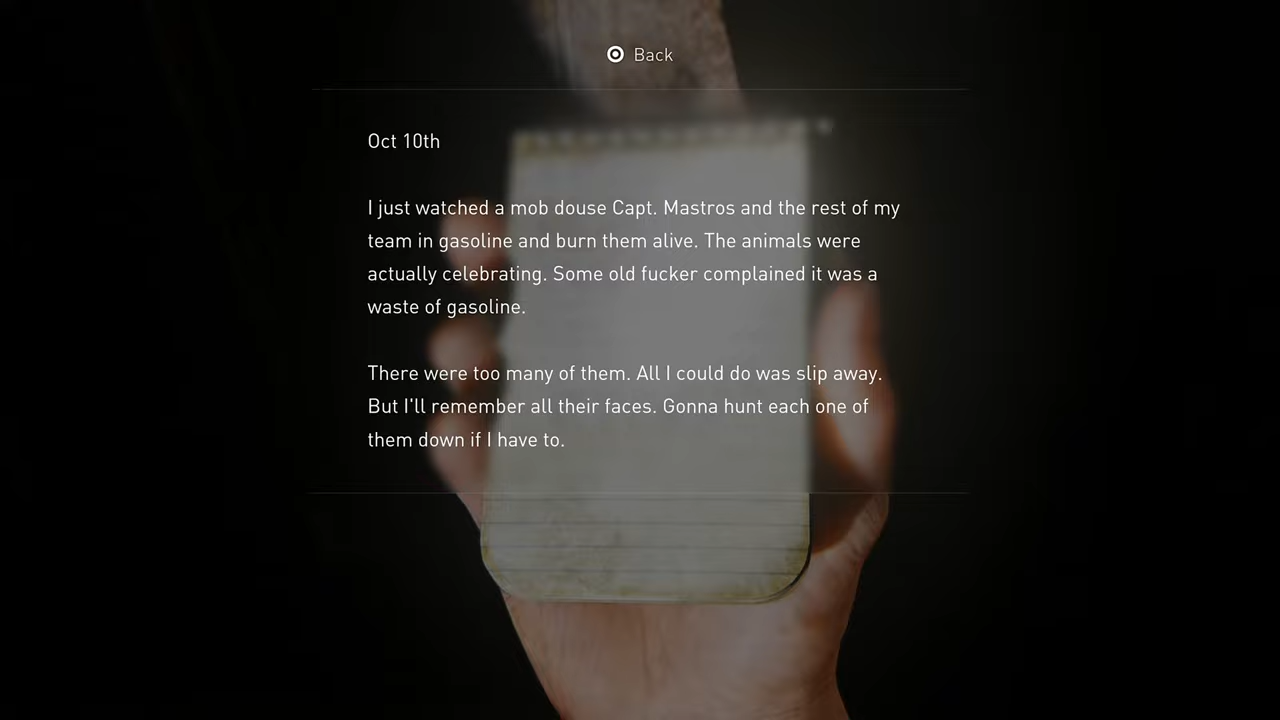 Back
Oct 10th
I just watched a mob douse Capt. Mastros and the rest of my
team in gasoline and burn them alive. The animals were
actually celebrating. Some old fucker complained it was a
waste of gasoline.
There were too many of them. All I could do was slip away.
But I'll remember all their faces. Gonna hunt each one of
them down if I have to.